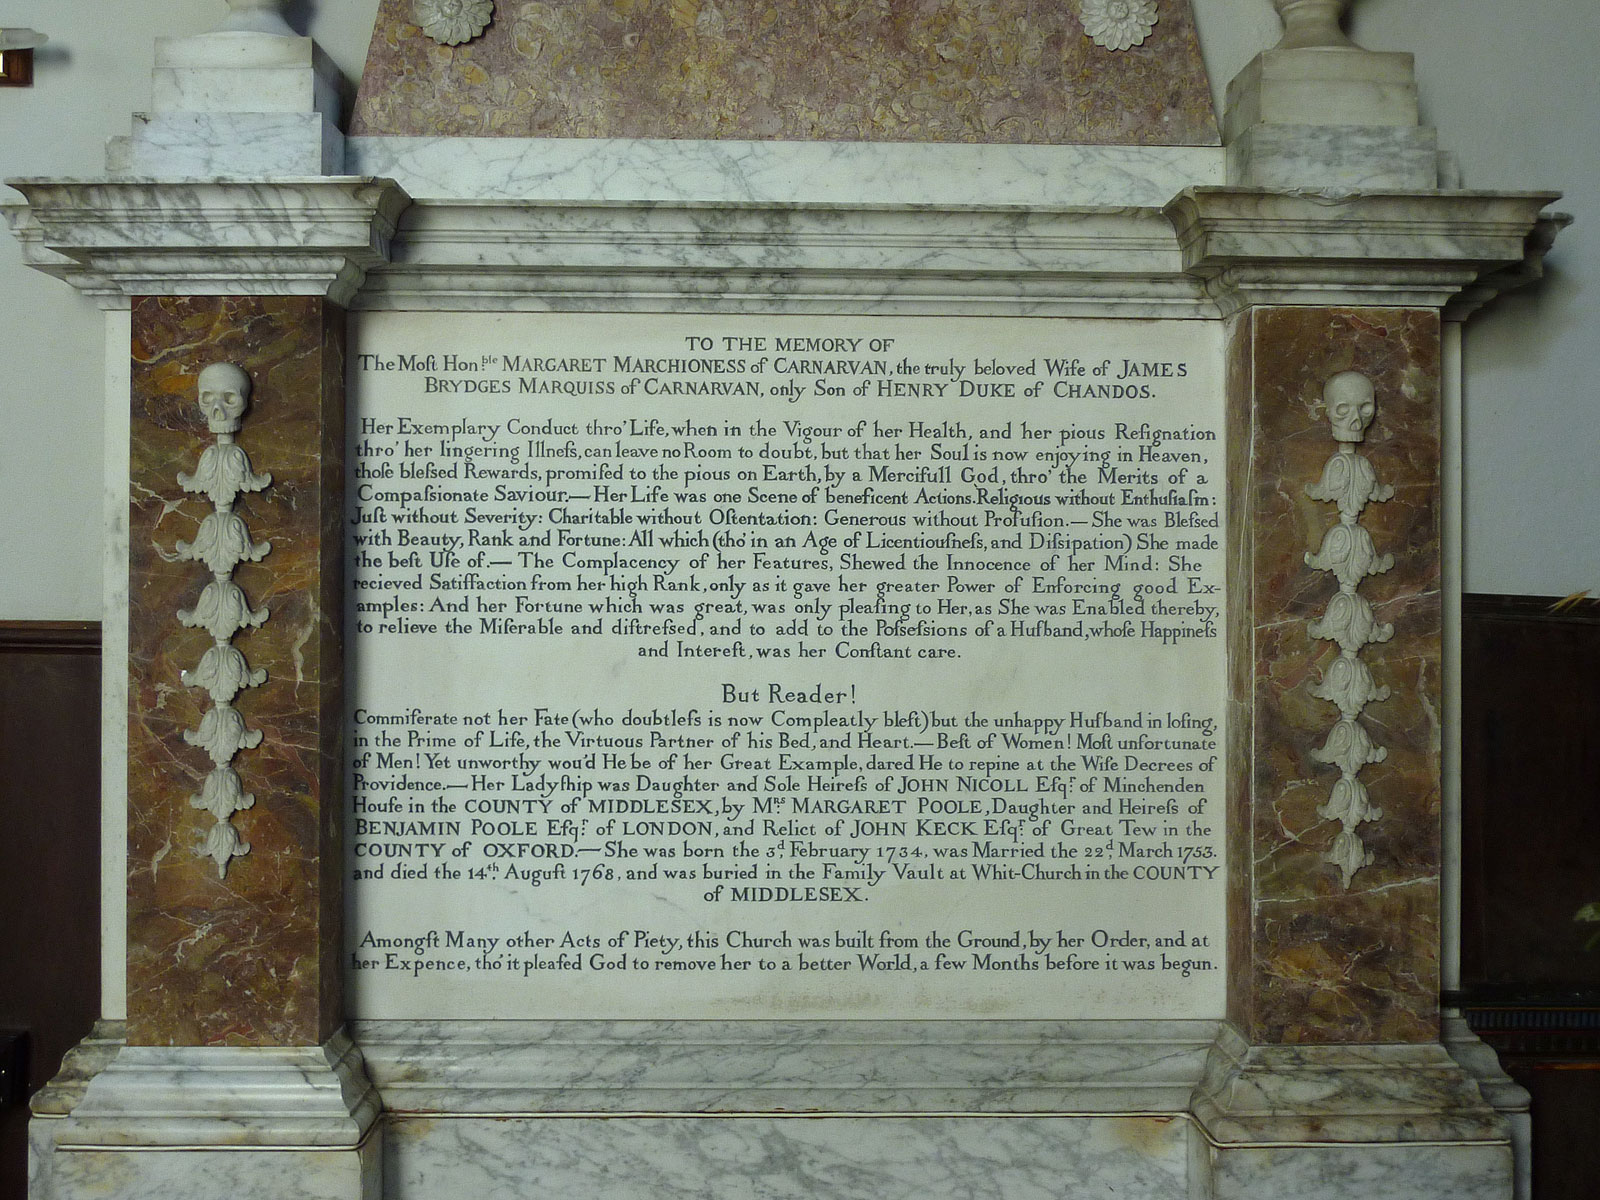 TO THE MEMORY OF
The Moſt Hon.ble MARGARET MARCHIONESS of CARNARVAN, the truly beloved Wife of JAMES
BRYDGES MARQUISS of CARNARVAN, only Son of HENRY DUKE of CHANDOS.
Her Exemplary Conduct thro' Life, when in the Vigour of her Health, and her pious Reſignation
thro' her lingering Illneſs, can leave no Room to doubt, but that her Soul is now enjoying in Heaven,
thoſe bleſsed Rewards, promiſed to the pious on Earth, by a Mercifull God, thro' the Merits of a
Compaſsionate Saviour.— Her Life was one Scene of beneficent Actions. Religious without Enthuſiaſm:
Juſt without Severity: Charitable without Oſtentation: Generous without Profuſion.— She was Bleſsed
with Beauty, Rank and Fortune: All which (tho' in an Age of Licentiouſneſs, and Diſsipation) She made
the beſt Uſe of.— The Complacency of her Features, Shewed the Innocence of her Mind: She
recieved Satiſfaction from her high Rank, only as it gave her greater Power of Enforcing good Ex-
amples: And her Fortune which was great, was only pleaſing to Her, as She was Enabled thereby,
to relieve the Miſerable and diſtreſsed, and to add to the Poſseſsions of a Huſband, whoſe Happineſs
and Intereſt, was her Conſtant care.
But Reader!
Commiſerate not her Fate (who doubtleſs is now Compleatly bleſt) but the unhappy Huſband in loſing,
in the Prime of Life, the Virtuous Partner of his Bed, and Heart.— Beſt of Women! Moſt unfortunate
of Men! Yet unworthy wou'd He be of her Great Example, dared He to repine at the Wiſe Decrees of
Providence.— Her Ladyſhip was Daughter and Sole Heireſs of JOHN NICOLL Eſqr. of Minchenden
Houſe in the COUNTY of MIDDLESEX, by Mrs. MARGARET POOLE, Daughter and Heireſs of
BENJAMIN POOLE Eſqr. of LONDON, and Relict of JOHN KECK Eſqr. of Great Tew in the
COUNTY of OXFORD.— She was born the 3d. February 1734, was Married the 22d. March 1753.
and died the 14th. Auguſt 1768, and was buried in the Family Vault at Whit-Church in the COUNTY
of MIDDLESEX.
Amongſt Many other Acts of Piety, this Church was built from the Ground, by her Order, and at
her Expence, tho' it pleaſed God to remove her to a better World, a few Months before it was begun.